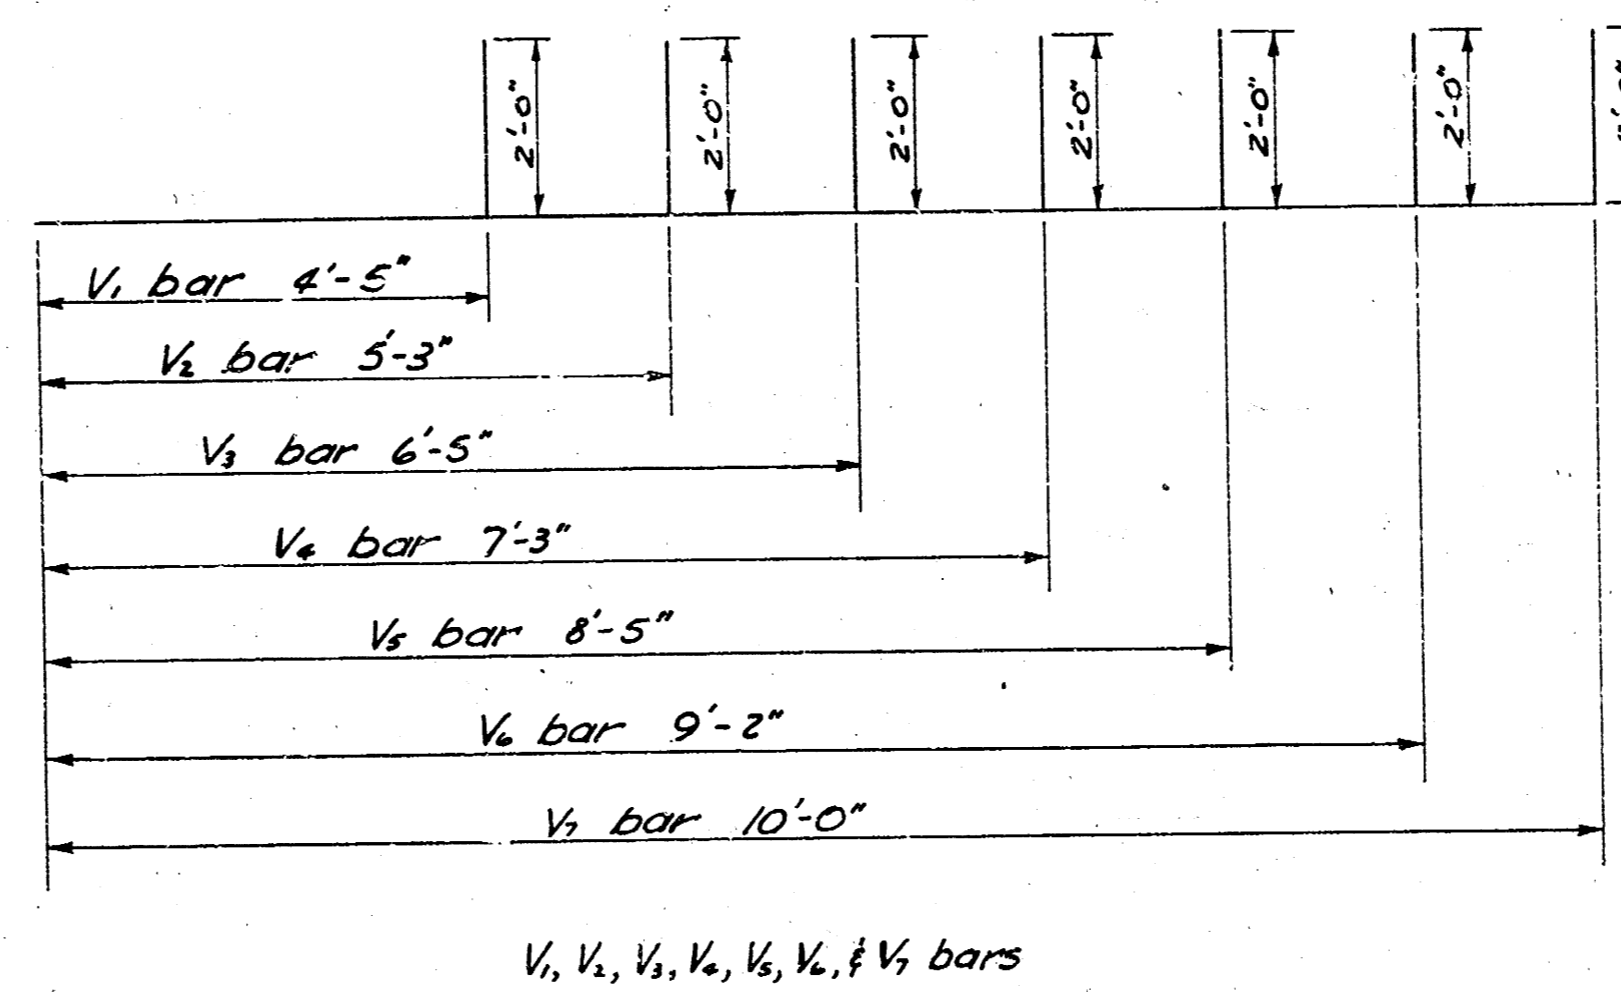 2'-0" 2'-0" 2'-0" 2'-0" 2'-0" 2'-0"
V1 bar 4'-5"
V2 bar 5'-3"
V3 bar 6'-5"
V4 bar 7'-3"
V5 bar 8'-5"
V6 bar 9'-2"
V7 bar 10'-0"
V1, V2, V3, V4, V5, V6, & V7 bars